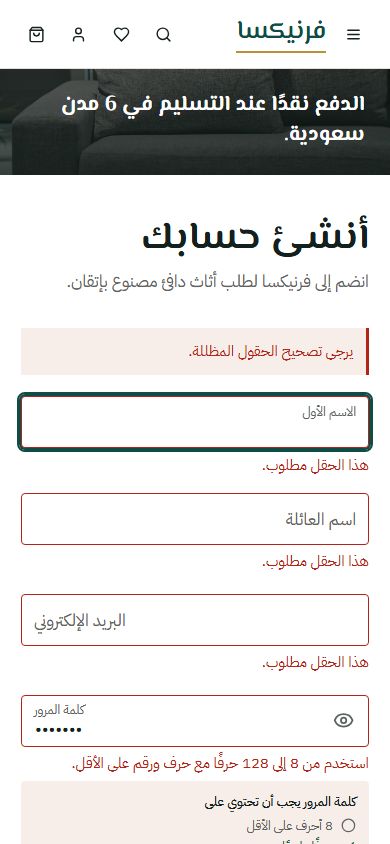 فرنيكسا
الدفع نقدًا عند التسليم في 6 مدن
سعودية.
أنشئ حسابك
انضم إلى فرنيكسا لطلب أثاث دافئ مصنوع بإتقان.
يرجى تصحيح الحقول المظللة.
الاسم الأول
هذا الحقل مطلوب.
اسم العائلة
هذا الحقل مطلوب.
البريد الإلكتروني
هذا الحقل مطلوب.
كلمة المرور
•••••••
استخدم من 8 إلى 128 حرفًا مع حرف ورقم على الأقل.
كلمة المرور يجب أن تحتوي على
8 أحرف على الأقل